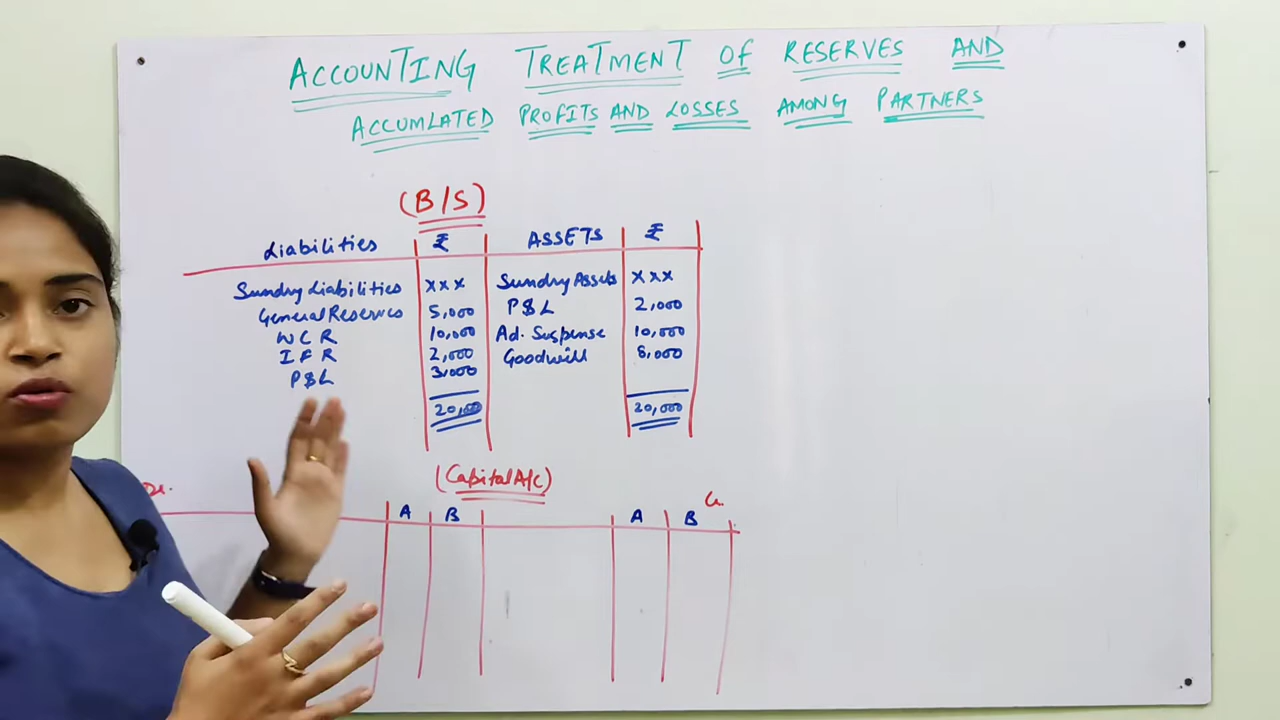 ACCOUNTING TREATMENT Of RESERVES AND
ACCUMLATED PROFITS AND LOSSES AMONG PARTNERS
(B/S)
Liabilities ₹ ASSETS ₹
Sundry Liabilities xxx Sundry Assets xxx
General Reserves 5,000 P&L 2,000
W C R 10,000 Ad. Suspense 10,000
I F R 2,000 Goodwill 8,000
P&L 3,000
20,000 20,000
(Capital A/c)
Dr. Cr.
A B A B